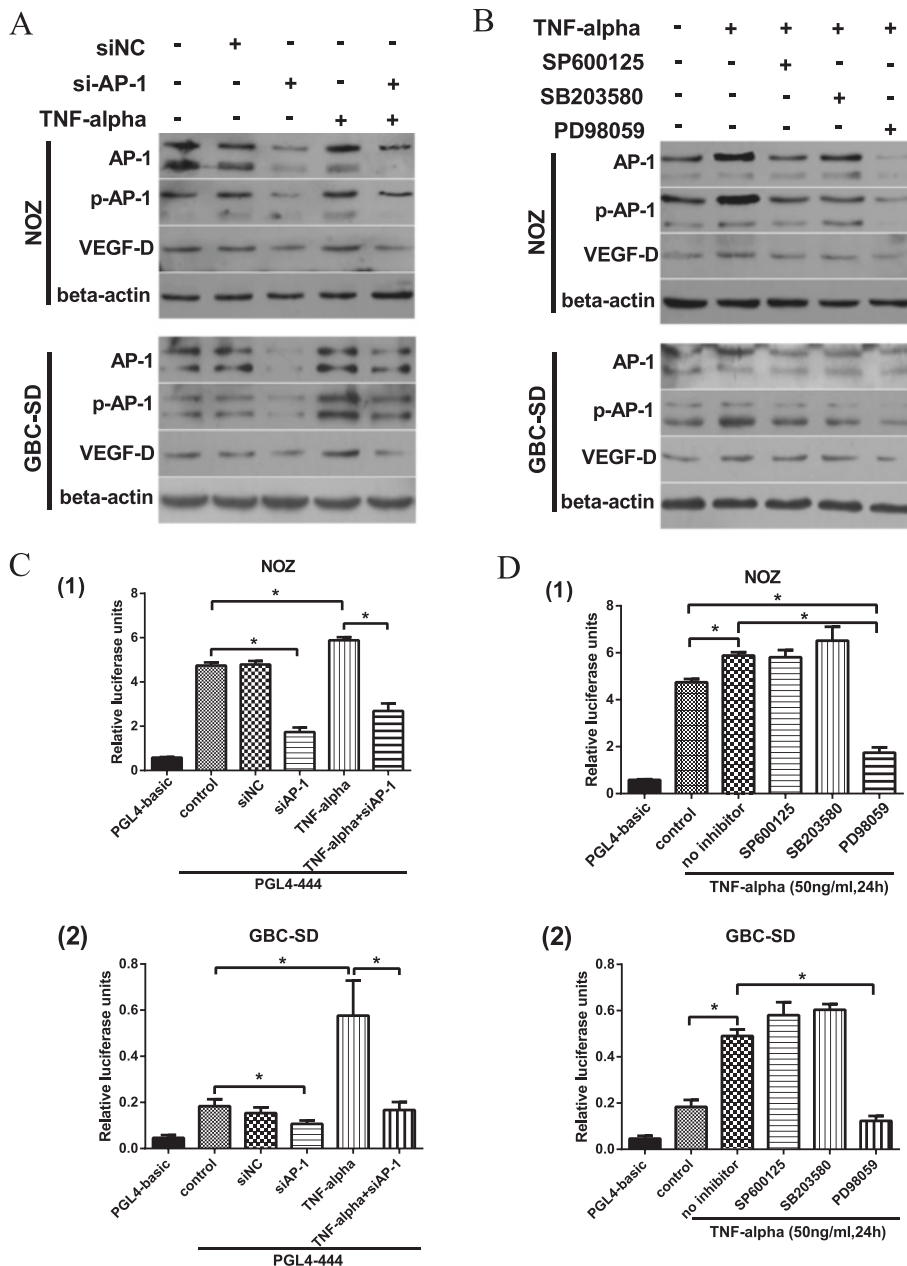 A
siNC - + - - -
si-AP-1 - - + - +
TNF-alpha - - - + +
NOZ
AP-1
p-AP-1
VEGF-D
beta-actin
GBC-SD
AP-1
p-AP-1
VEGF-D
beta-actin
B
TNF-alpha - + + + +
SP600125 - - + - -
SB203580 - - - + -
PD98059 - - - - +
NOZ
AP-1
p-AP-1
VEGF-D
beta-actin
GBC-SD
AP-1
p-AP-1
VEGF-D
beta-actin
C
(1)
NOZ
Relative luciferase units
8
6
4
2
0
* * *
PGL4-basic
control
siNC
siAP-1
TNF-alpha
TNF-alpha+siAP-1
PGL4-444
(2)
GBC-SD
Relative luciferase units
0.8
0.6
0.4
0.2
0.0
* * *
PGL4-basic
control
siNC
siAP-1
TNF-alpha
TNF-alpha+siAP-1
PGL4-444
D
(1)
NOZ
Relative luciferase units
8
6
4
2
0
* * *
PGL4-basic
control
no inhibitor
SP600125
SB203580
PD98059
TNF-alpha (50ng/ml,24h)
(2)
GBC-SD
Relative luciferase units
0.8
0.6
0.4
0.2
0.0
* *
PGL4-basic
control
no inhibitor
SP600125
SB203580
PD98059
TNF-alpha (50ng/ml,24h)